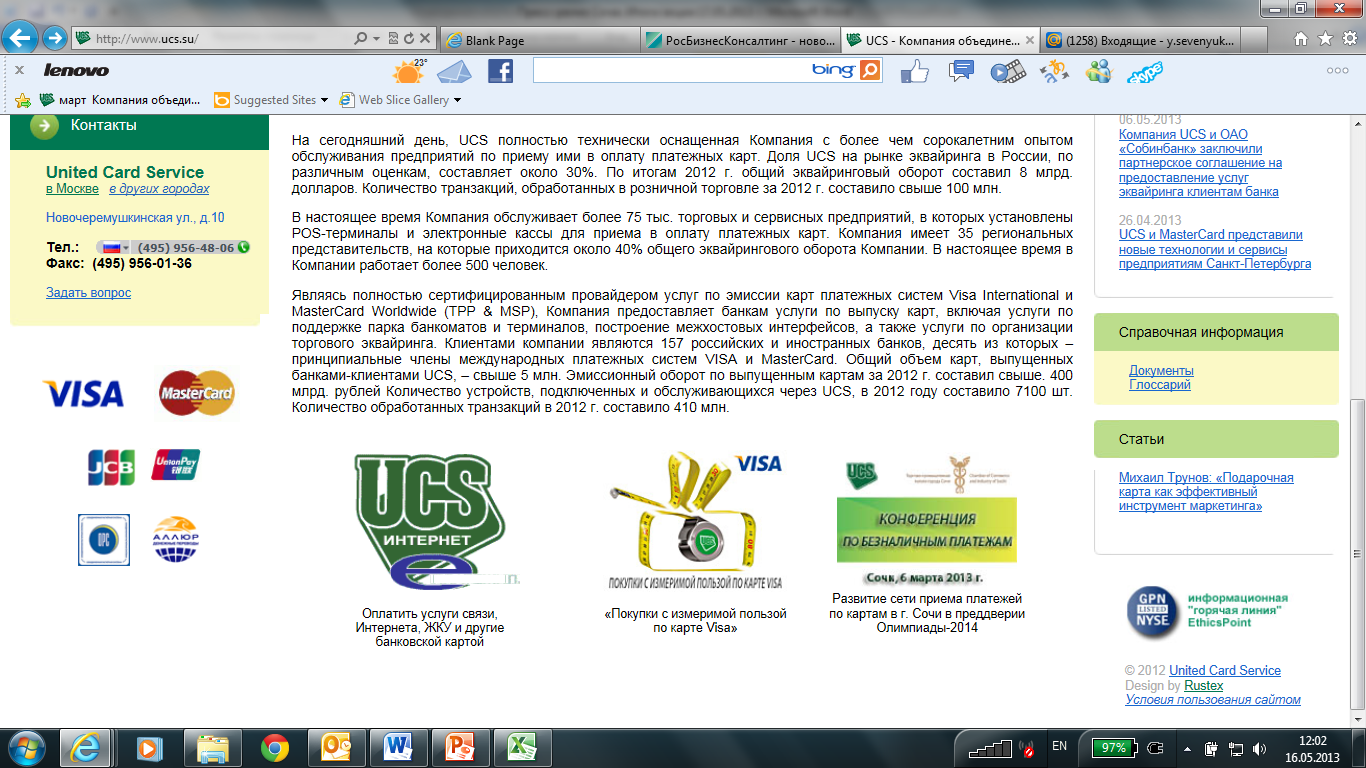 http://www.ucs.su/
Blank Page
РосБизнесКонсалтинг - ново...
UCS - Компания объедине...
(1258) Входящие - y.sevenyuk...
x lenovo
23°
bing
март Компания объеди...
Suggested Sites
Web Slice Gallery
Контакты
United Card Service
в Москве в других городах
Новочеремушкинская ул., д.10
Тел.: (495) 956-48-06
Факс: (495) 956-01-36
Задать вопрос
VISA MasterCard
JCB UnionPay
АЛЛЮР
ДЕНЕЖНЫЕ ПЕРЕВОДЫ
На сегодняшний день, UCS полностью технически оснащенная Компания с более чем сорокалетним опытом
обслуживания предприятий по приему ими в оплату платежных карт. Доля UCS на рынке эквайринга в России, по
различным оценкам, составляет около 30%. По итогам 2012 г. общий эквайринговый оборот составил 8 млрд.
долларов. Количество транзакций, обработанных в розничной торговле за 2012 г. составило свыше 100 млн.
В настоящее время Компания обслуживает более 75 тыс. торговых и сервисных предприятий, в которых установлены
POS-терминалы и электронные кассы для приема в оплату платежных карт. Компания имеет 35 региональных
представительств, на которые приходится около 40% общего эквайрингового оборота Компании. В настоящее время в
Компании работает более 500 человек.
Являясь полностью сертифицированным провайдером услуг по эмиссии карт платежных систем Visa International и
MasterCard Worldwide (TPP & MSP), Компания предоставляет банкам услуги по выпуску карт, включая услуги по
поддержке парка банкоматов и терминалов, построение межхостовых интерфейсов, а также услуги по организации
торгового эквайринга. Клиентами компании являются 157 российских и иностранных банков, десять из которых –
принципиальные члены международных платежных систем VISA и MasterCard. Общий объем карт, выпущенных
банками-клиентами UCS, – свыше 5 млн. Эмиссионный оборот по выпущенным картам за 2012 г. составил свыше. 400
млрд. рублей Количество устройств, подключенных и обслуживающихся через UCS, в 2012 году составило 7100 шт.
Количество обработанных транзакций в 2012 г. составило 410 млн.
UCS
ИНТЕРНЕТ
Оплатить услуги связи,
Интернета, ЖКУ и другие
банковской картой
VISA
ПОКУПКИ С ИЗМЕРИМОЙ ПОЛЬЗОЙ ПО КАРТЕ VISA
«Покупки с измеримой пользой
по карте Visa»
UCS
КОНФЕРЕНЦИЯ
ПО БЕЗНАЛИЧНЫМ ПЛАТЕЖАМ
Сочи, 6 марта 2013 г.
Развитие сети приема платежей
по картам в г. Сочи в преддверии
Олимпиады-2014
06.05.2013
Компания UCS и ОАО
«Собинбанк» заключили
партнерское соглашение на
предоставление услуг
эквайринга клиентам банка
26.04.2013
UCS и MasterCard представили
новые технологии и сервисы
предприятиям Санкт-Петербурга
Справочная информация
Документы
Глоссарий
Статьи
Михаил Трунов: «Подарочная
карта как эффективный
инструмент маркетинга»
GPN
LISTED
NYSE
информационная
"горячая линия"
EthicsPoint
© 2012 United Card Service
Design by Rustex
Условия пользования сайтом
EN
97%
12:02
16.05.2013